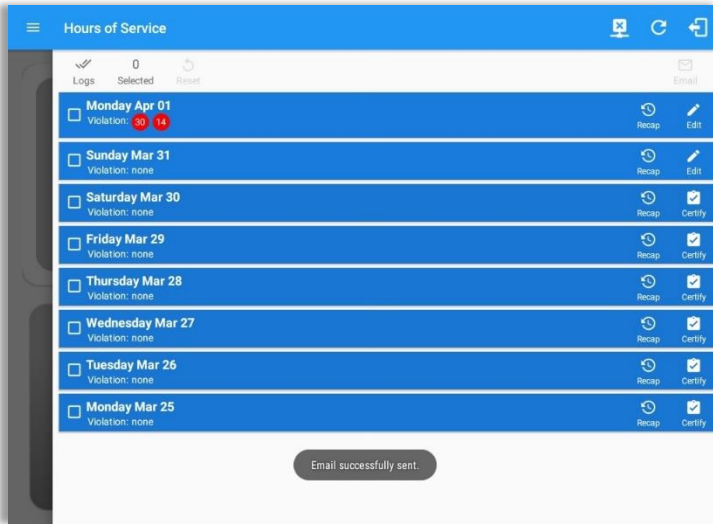 Hours of Service
0
Logs Selected Reset Email
Monday Apr 01
Violation: 30 14
Recap Edit
Sunday Mar 31
Violation: none
Recap Edit
Saturday Mar 30
Violation: none
Recap Certify
Friday Mar 29
Violation: none
Recap Certify
Thursday Mar 28
Violation: none
Recap Certify
Wednesday Mar 27
Violation: none
Recap Certify
Tuesday Mar 26
Violation: none
Recap Certify
Monday Mar 25
Violation: none
Recap Certify
Email successfully sent.